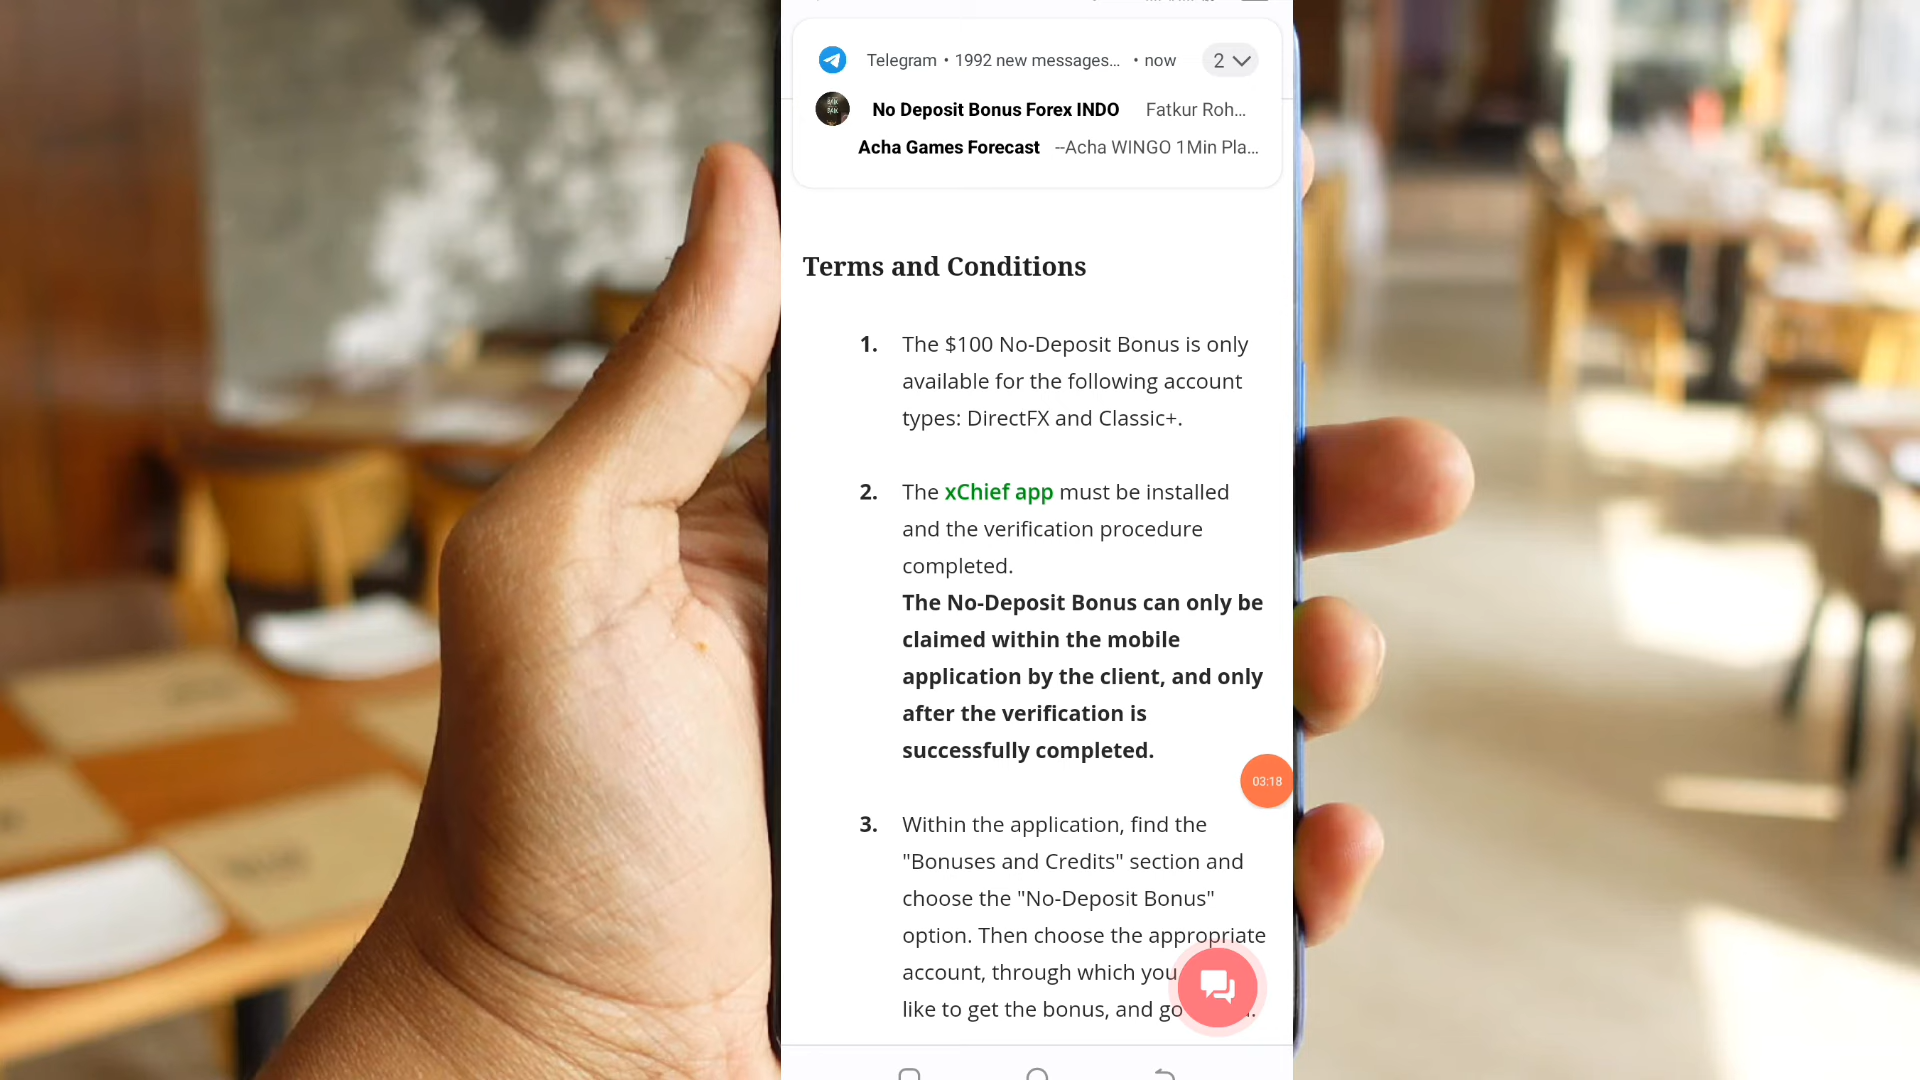 Telegram • 1992 new messages... • now 2
No Deposit Bonus Forex INDO Fatkur Roh...
Acha Games Forecast --Acha WINGO 1Min Pla...
Terms and Conditions
1. The $100 No-Deposit Bonus is only
available for the following account
types: DirectFX and Classic+.
2. The xChief app must be installed
and the verification procedure
completed.
The No-Deposit Bonus can only be
claimed within the mobile
application by the client, and only
after the verification is
successfully completed.
03:18
3. Within the application, find the
"Bonuses and Credits" section and
choose the "No-Deposit Bonus"
option. Then choose the appropriate
account, through which you
like to get the bonus, and go